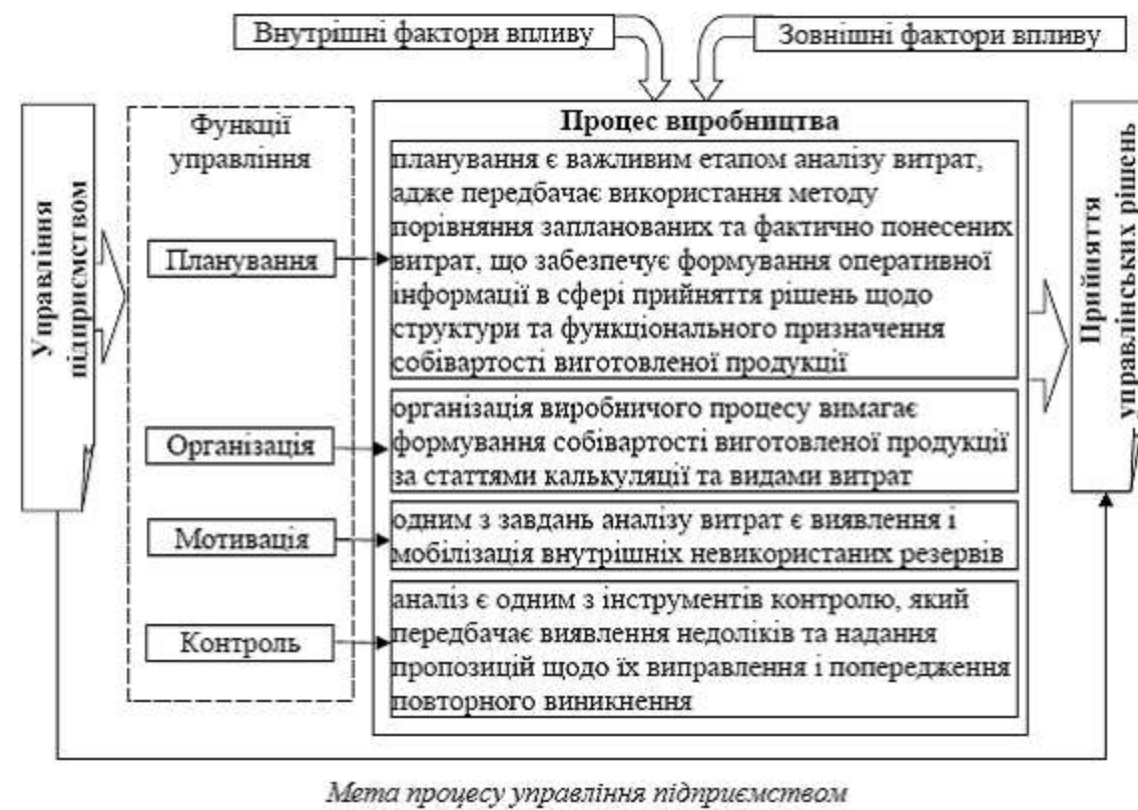 Внутрішні фактори впливу
Зовнішні фактори впливу
Управління
підприємством
Функції
управління
Планування
Організація
Мотивація
Контроль
Процес виробництва
планування є важливим етапом аналізу витрат,
адже передбачає використання методу
порівняння запланованих та фактично понесених
витрат, що забезпечує формування оперативної
інформації в сфері прийняття рішень щодо
структури та функціонального призначення
собівартості виготовленої продукції
організація виробничого процесу вимагає
формування собівартості виготовленої продукції
за статтями калькуляції та видами витрат
одним з завдань аналізу витрат є виявлення і
мобілізація внутрішніх невикористаних резервів
аналіз є одним з інструментів контролю, який
передбачає виявлення недоліків та надання
пропозицій щодо їх виправлення і попередження
повторного виникнення
Прийняття
управлінських рішень
Мета процесу управління підприємством